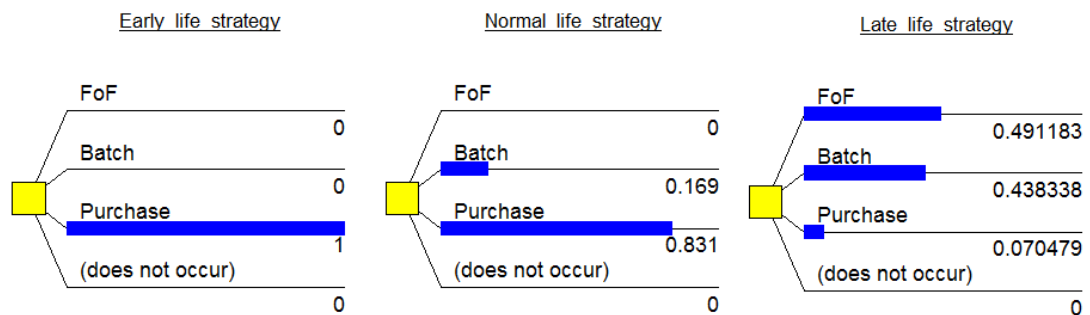 Early life strategy
FoF
0
Batch
0
Purchase
1
(does not occur)
0
Normal life strategy
FoF
0
Batch
0.169
Purchase
0.831
(does not occur)
0
Late life strategy
FoF
0.491183
Batch
0.438338
Purchase
0.070479
(does not occur)
0